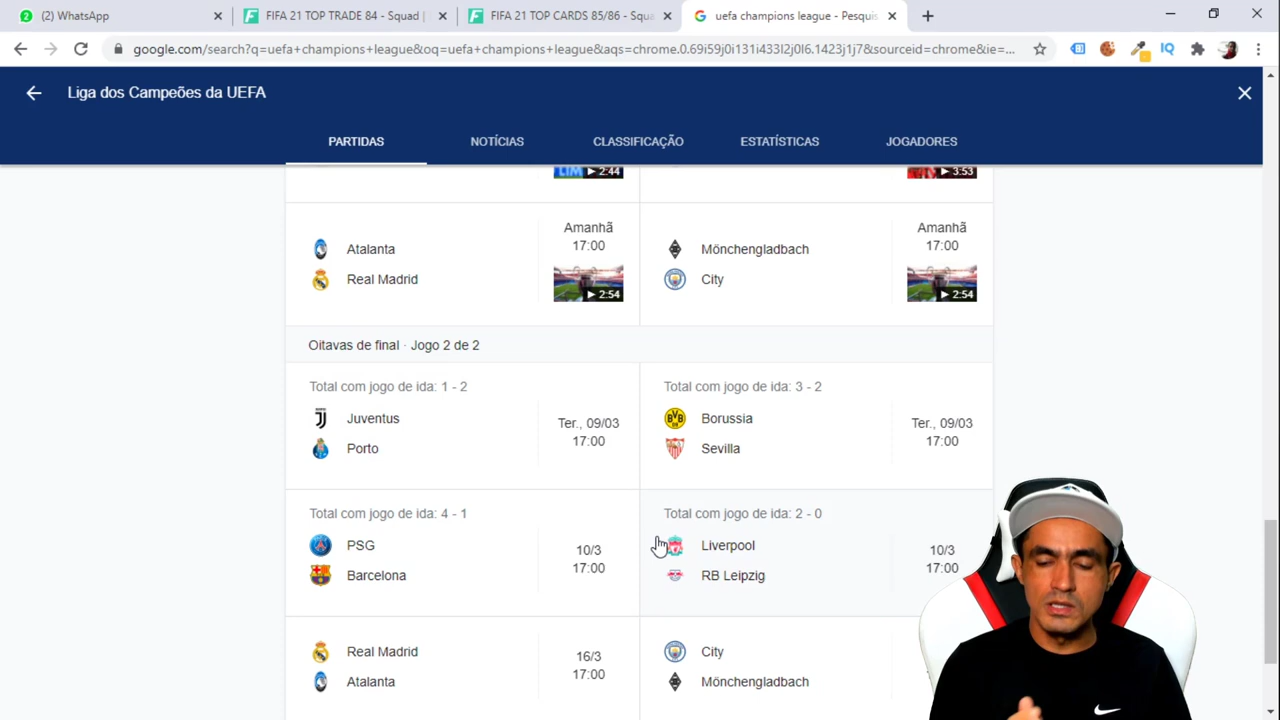 (2) WhatsApp
FIFA 21 TOP TRADE 84 - Squad
FIFA 21 TOP CARDS 85/86 - Squa
uefa champions league - Pesquis
google.com/search?q=uefa+champions+league&oq=uefa+champions+league&aqs=chrome.0.69i59j0i131i433l2j0l6.1423j1j7&sourceid=chrome&ie=...
IQ
Liga dos Campeões da UEFA
PARTIDAS
NOTÍCIAS
CLASSIFICAÇÃO
ESTATÍSTICAS
JOGADORES
2:44
3:53
Atalanta
Real Madrid
Amanhã
17:00
2:54
Mönchengladbach
City
Amanhã
17:00
2:54
Oitavas de final · Jogo 2 de 2
Total com jogo de ida: 1 - 2
Juventus
Porto
Ter., 09/03
17:00
Total com jogo de ida: 3 - 2
Borussia
Sevilla
Ter., 09/03
17:00
Total com jogo de ida: 4 - 1
PSG
Barcelona
10/3
17:00
Total com jogo de ida: 2 - 0
Liverpool
RB Leipzig
10/3
17:00
Real Madrid
Atalanta
16/3
17:00
City
Mönchengladbach